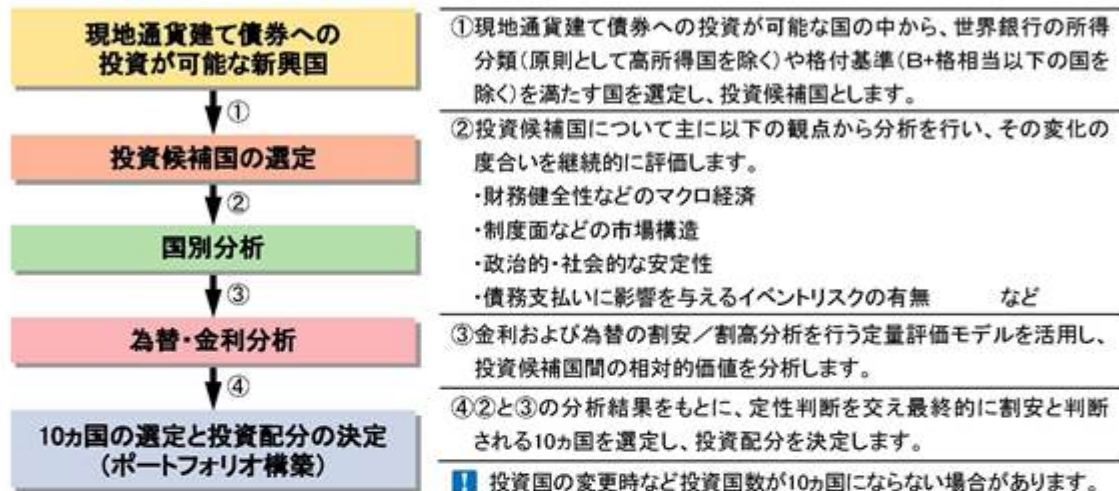 現地通貨建て債券への
投資が可能な新興国
①
投資候補国の選定
②
国別分析
③
為替・金利分析
④
10ヵ国の選定と投資配分の決定
(ポートフォリオ構築)
①現地通貨建て債券への投資が可能な国の中から、世界銀行の所得
分類(原則として高所得国を除く)や格付基準(B+格相当以下の国を
除く)を満たす国を選定し、投資候補国とします。
②投資候補国について主に以下の観点から分析を行い、その変化の
度合いを継続的に評価します。
・財務健全性などのマクロ経済
・制度面などの市場構造
・政治的・社会的な安定性
・債務支払いに影響を与えるイベントリスクの有無 など
③金利および為替の割安/割高分析を行う定量評価モデルを活用し、
投資候補国間の相対的価値を分析します。
④②と③の分析結果をもとに、定性判断を交え最終的に割安と判断
される10ヵ国を選定し、投資配分を決定します。
! 投資国の変更時など投資国数が10ヵ国にならない場合があります。